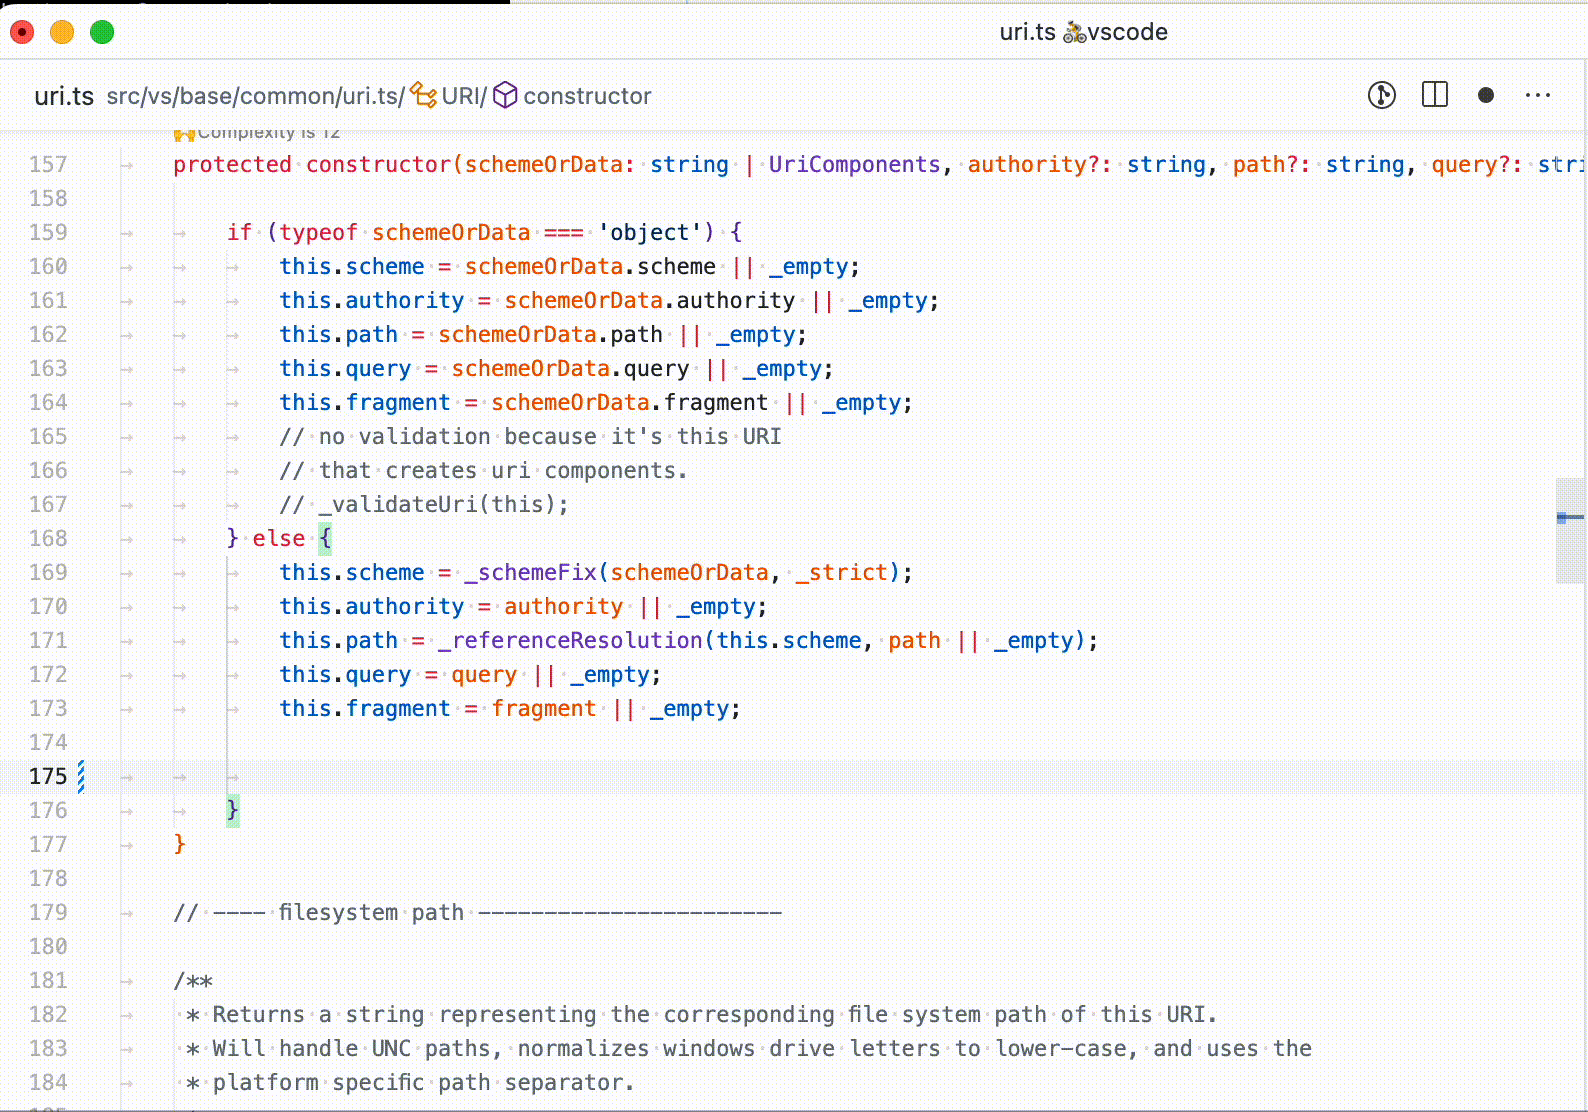 uri.ts 🚴vscode
uri.ts src/vs/base/common/uri.ts/ URI/ constructor
🙌Complexity is 12
157 protected constructor(schemeOrData: string | UriComponents, authority?: string, path?: string, query?: stri
158
159 if (typeof schemeOrData === 'object') {
160 this.scheme = schemeOrData.scheme || _empty;
161 this.authority = schemeOrData.authority || _empty;
162 this.path = schemeOrData.path || _empty;
163 this.query = schemeOrData.query || _empty;
164 this.fragment = schemeOrData.fragment || _empty;
165 // no validation because it's this URI
166 // that creates uri components.
167 // _validateUri(this);
168 } else {
169 this.scheme = _schemeFix(schemeOrData, _strict);
170 this.authority = authority || _empty;
171 this.path = _referenceResolution(this.scheme, path || _empty);
172 this.query = query || _empty;
173 this.fragment = fragment || _empty;
174
175
176 }
177 }
178
179 // ---- filesystem path -----------------------
180
181 /**
182 * Returns a string representing the corresponding file system path of this URI.
183 * Will handle UNC paths, normalizes windows drive letters to lower-case, and uses the
184 * platform specific path separator.